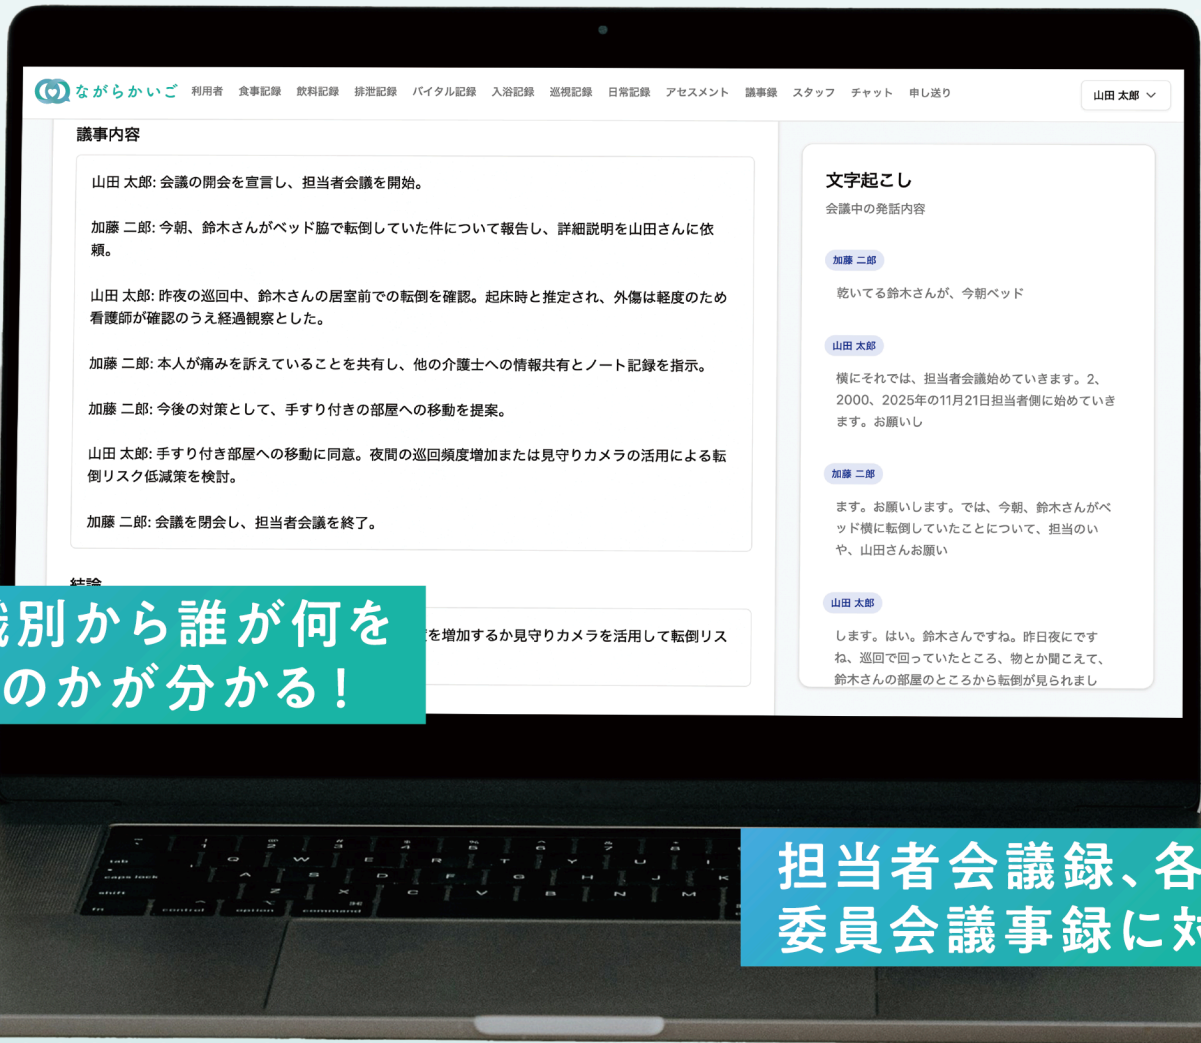 ながらかいご 利用者 食事記録 飲料記録 排泄記録 バイタル記録 入浴記録 巡視記録 日常記録 アセスメント 議事録 スタッフ チャット 申し送り 山田 太郎
議事内容
山田 太郎: 会議の開会を宣言し、担当者会議を開始。
加藤 二郎: 今朝、鈴木さんがベッド脇で転倒していた件について報告し、詳細説明を山田さんに依
頼。
山田 太郎: 昨夜の巡回中、鈴木さんの居室前での転倒を確認。起床時と推定され、外傷は軽度のため
看護師が確認のうえ経過観察とした。
加藤 二郎: 本人が痛みを訴えていることを共有し、他の介護士への情報共有とノート記録を指示。
加藤 二郎: 今後の対策として、手すり付きの部屋への移動を提案。
山田 太郎: 手すり付き部屋への移動に同意。夜間の巡回頻度増加または見守りカメラの活用による転
倒リスク低減策を検討。
加藤 二郎: 会議を閉会し、担当者会議を終了。
結論
を増加するか見守りカメラを活用して転倒リス
文字起こし
会議中の発話内容
加藤 二郎
乾いてる鈴木さんが、今朝ベッド
山田 太郎
横にそれでは、担当者会議始めていきます。2、
2000、2025年の11月21日担当者側に始めていき
ます。お願いし
加藤 二郎
ます。お願いします。では、今朝、鈴木さんがベ
ッド横に転倒していたことについて、担当のい
や、山田さんお願い
山田 太郎
します。はい。鈴木さんですね。昨日夜にです
ね、巡回で回っていたところ、物とか聞こえて、
鈴木さんの部屋のところから転倒が見られまし
別から誰が何を
のかが分かる！
tab Q W E R T Y U I
caps lock A S D F G H J K
shift Z X C V B N M
fn control option command
担当者会議録、各
委員会議事録に対